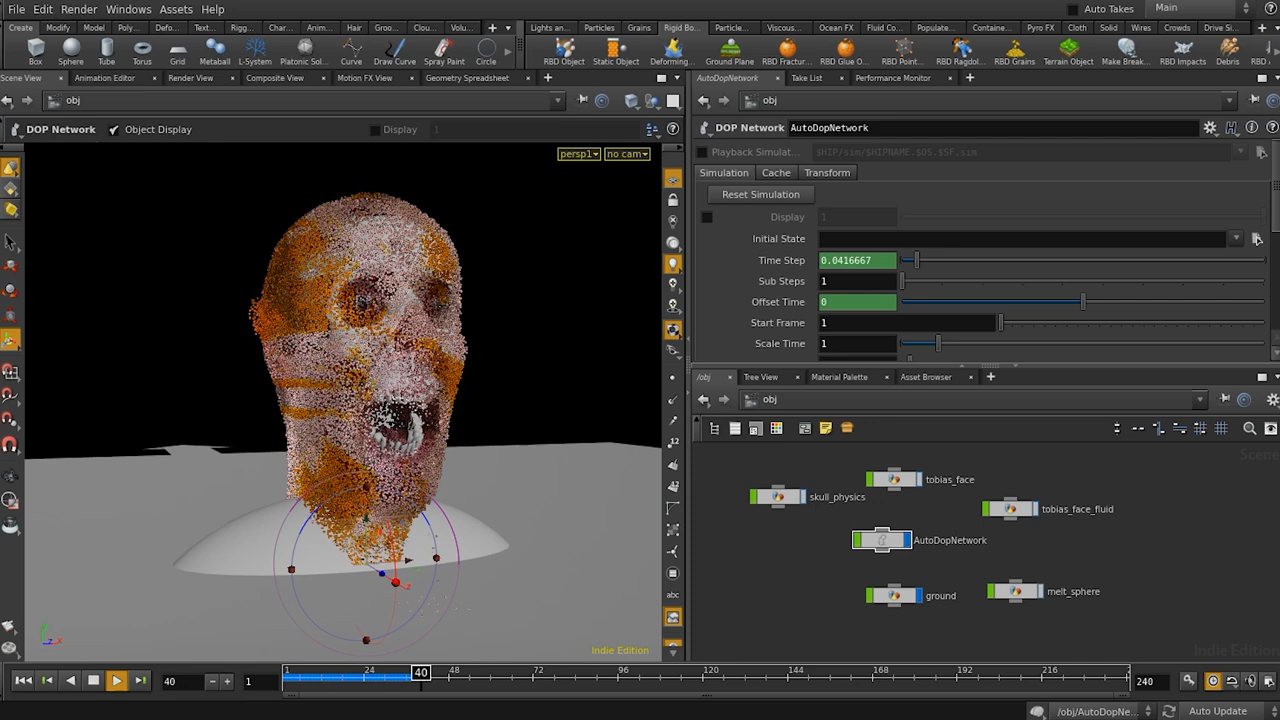 File Edit Render Windows Assets Help
Auto Takes Main
Create Modify Model Poly... Defo... Text... Rigg... Char... Anim... Hair Groo... Clou... Volu...
Lights an... Particles Grains Rigid Bo... Particle... Viscous... Ocean FX Fluid Co... Populate... Containe... Pyro FX Cloth Solid Wires Crowds Drive Si...
Box Sphere Tube Torus Grid Metaball L-System Platonic Sol... Curve Draw Curve Spray Paint Circle
RBD Object Static Object Deforming... Ground Plane RBD Fractur... RBD Glue O... RBD Point... RBD Ragdol... RBD Grains Terrain Object Make Break... RBD Impacts Debris RBD
Scene View Animation Editor Render View Composite View Motion FX View Geometry Spreadsheet
AutoDopNetwork Take List Performance Monitor
obj
obj
DOP Network Object Display Display 1
DOP Network AutoDopNetwork
Playback Simulat... $HIP/sim/$HIPNAME.$OS.$SF.sim
persp1 no cam
Simulation Cache Transform
Reset Simulation
Display 1
Initial State
Time Step 0.0416667
Sub Steps 1
Offset Time 0
Start Frame 1
Scale Time 1
/obj Tree View Material Palette Asset Browser
obj
Scene
tobias_face
skull_physics
tobias_face_fluid
AutoDopNetwork
ground
melt_sphere
12
12
abc
Indie Edition
Indie Edition
40 1
1 24 40 48 72 96 120 144 168 192 216
240
/obj/AutoDopNe... Auto Update